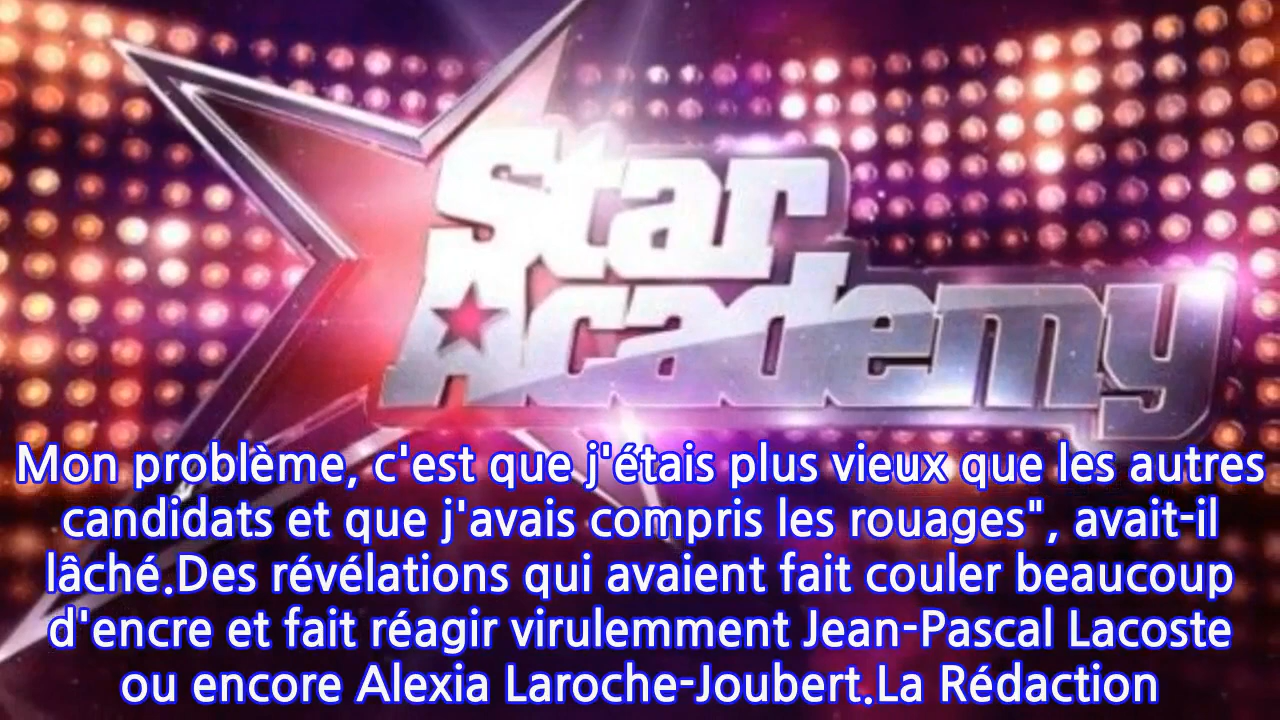 Star
Academy
Mon problème, c'est que j'étais plus vieux que les autres
candidats et que j'avais compris les rouages", avait-il
lâché.Des révélations qui avaient fait couler beaucoup
d'encre et fait réagir virulemment Jean-Pascal Lacoste
ou encore Alexia Laroche-Joubert.La Rédaction